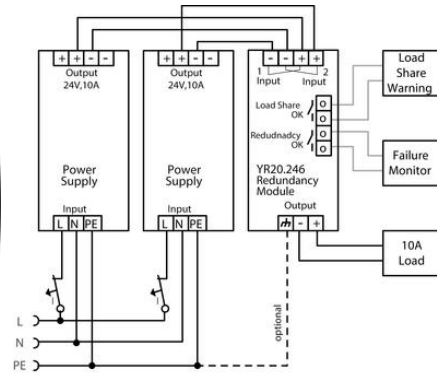 + + - -
Output
24V,10A
Power
Supply
Input
L N PE
+ + - -
Output
24V,10A
Power
Supply
Input
L N PE
- - + +
1 2
Input Input
Load Share
OK
Redudnadcy
OK
YR20.246
Redundancy
Module
Output
- +
Load
Share
Warning
Failure
Monitor
10A
Load
optional
L
N
PE